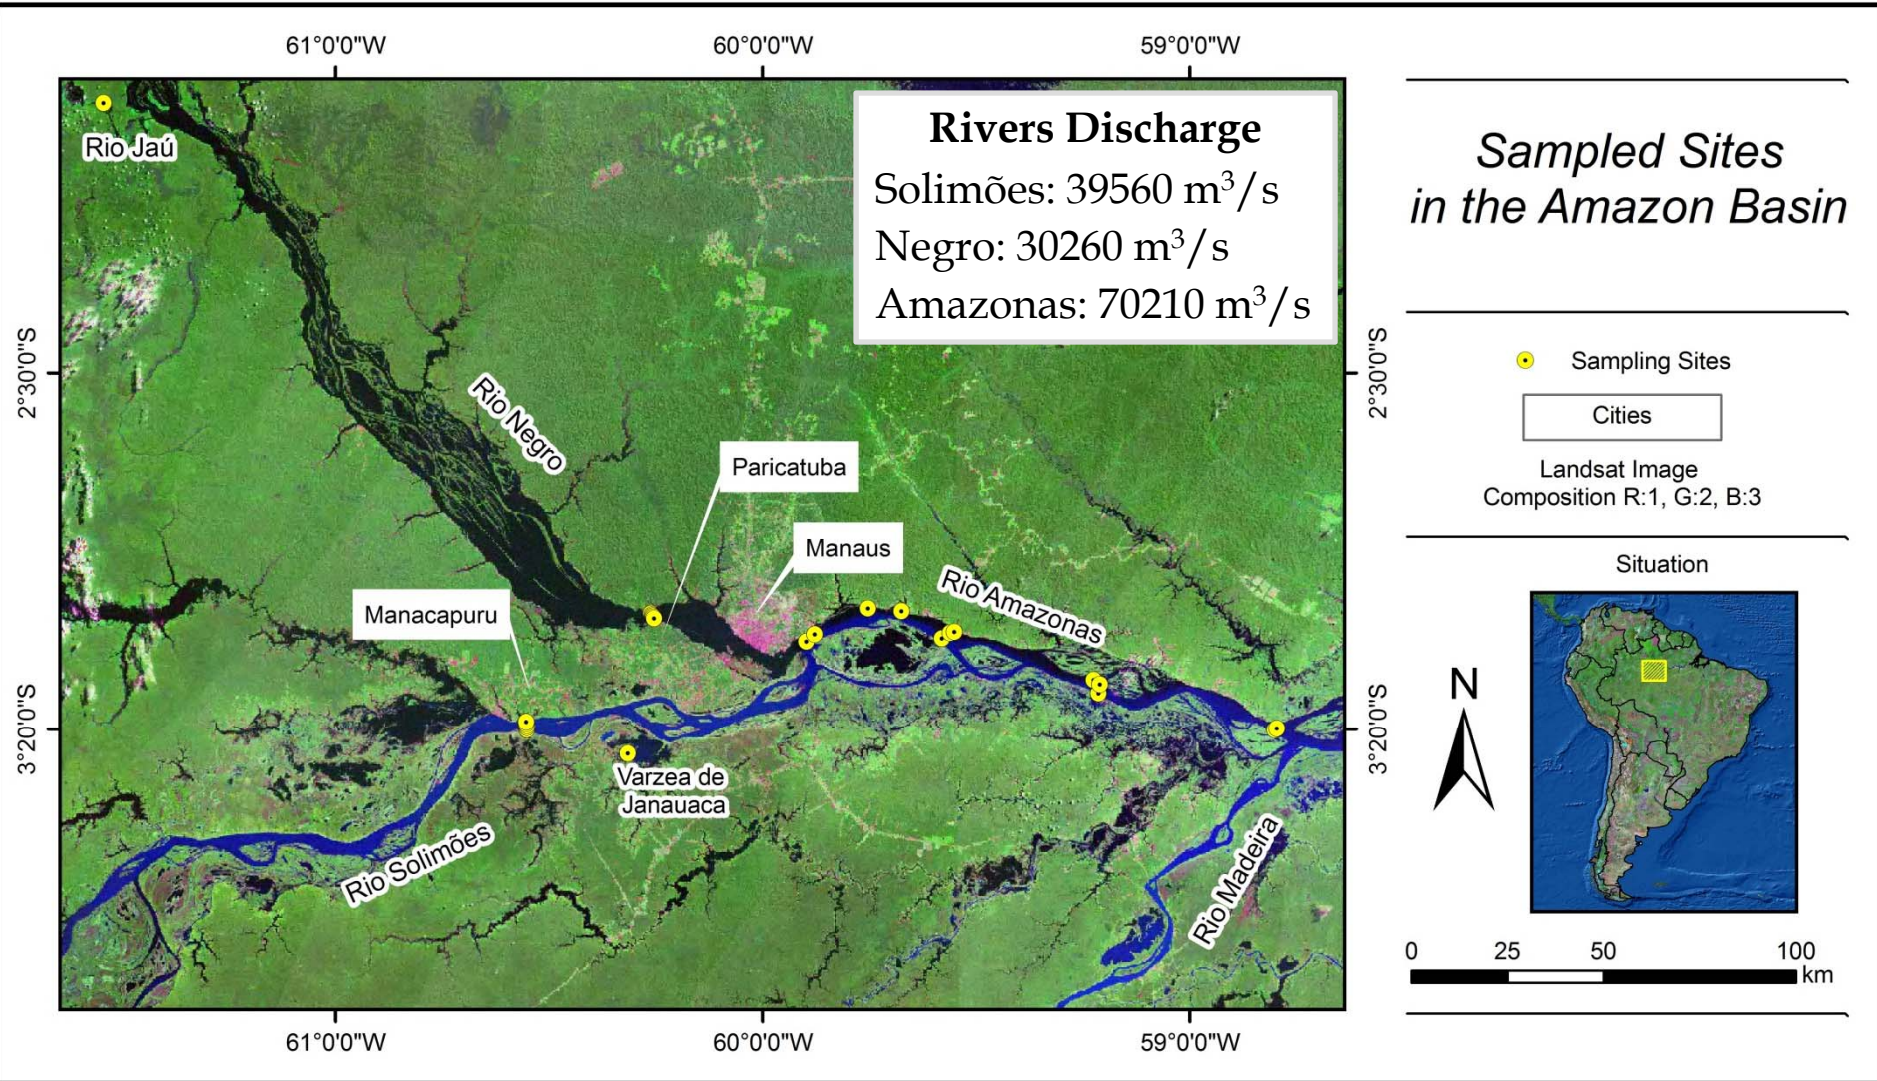 61°0'0"W
60°0'0"W
59°0'0"W
Rio Jaú
Rivers Discharge
Solimões: 39560 m³/s
Negro: 30260 m³/s
Amazonas: 70210 m³/s
Sampled Sites
in the Amazon Basin
2°30'0"S
2°30'0"S
Sampling Sites
Cities
Landsat Image
Composition R:1, G:2, B:3
Rio Negro
Paricatuba
Manaus
Rio Amazonas
Manacapuru
Situation
N
3°20'0"S
3°20'0"S
Varzea de
Janauaca
Rio Solimões
Rio Madeira
0 25 50 100
km
61°0'0"W
60°0'0"W
59°0'0"W